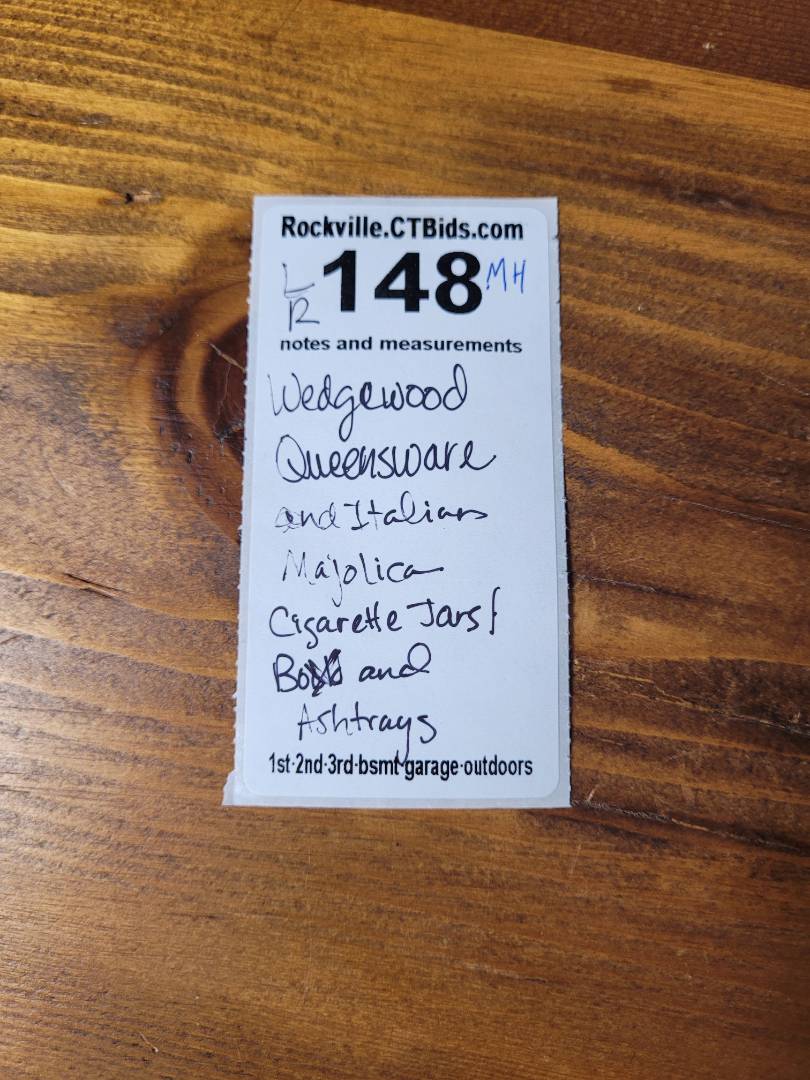 Rockville.CTBids.com
L 148 MH
R
notes and measurements
Wedgewood
Queensware
and Italian
Majolica
Cigarette Jars
and
Ashtrays
1st·2nd·3rd·bsmt·garage·outdoors